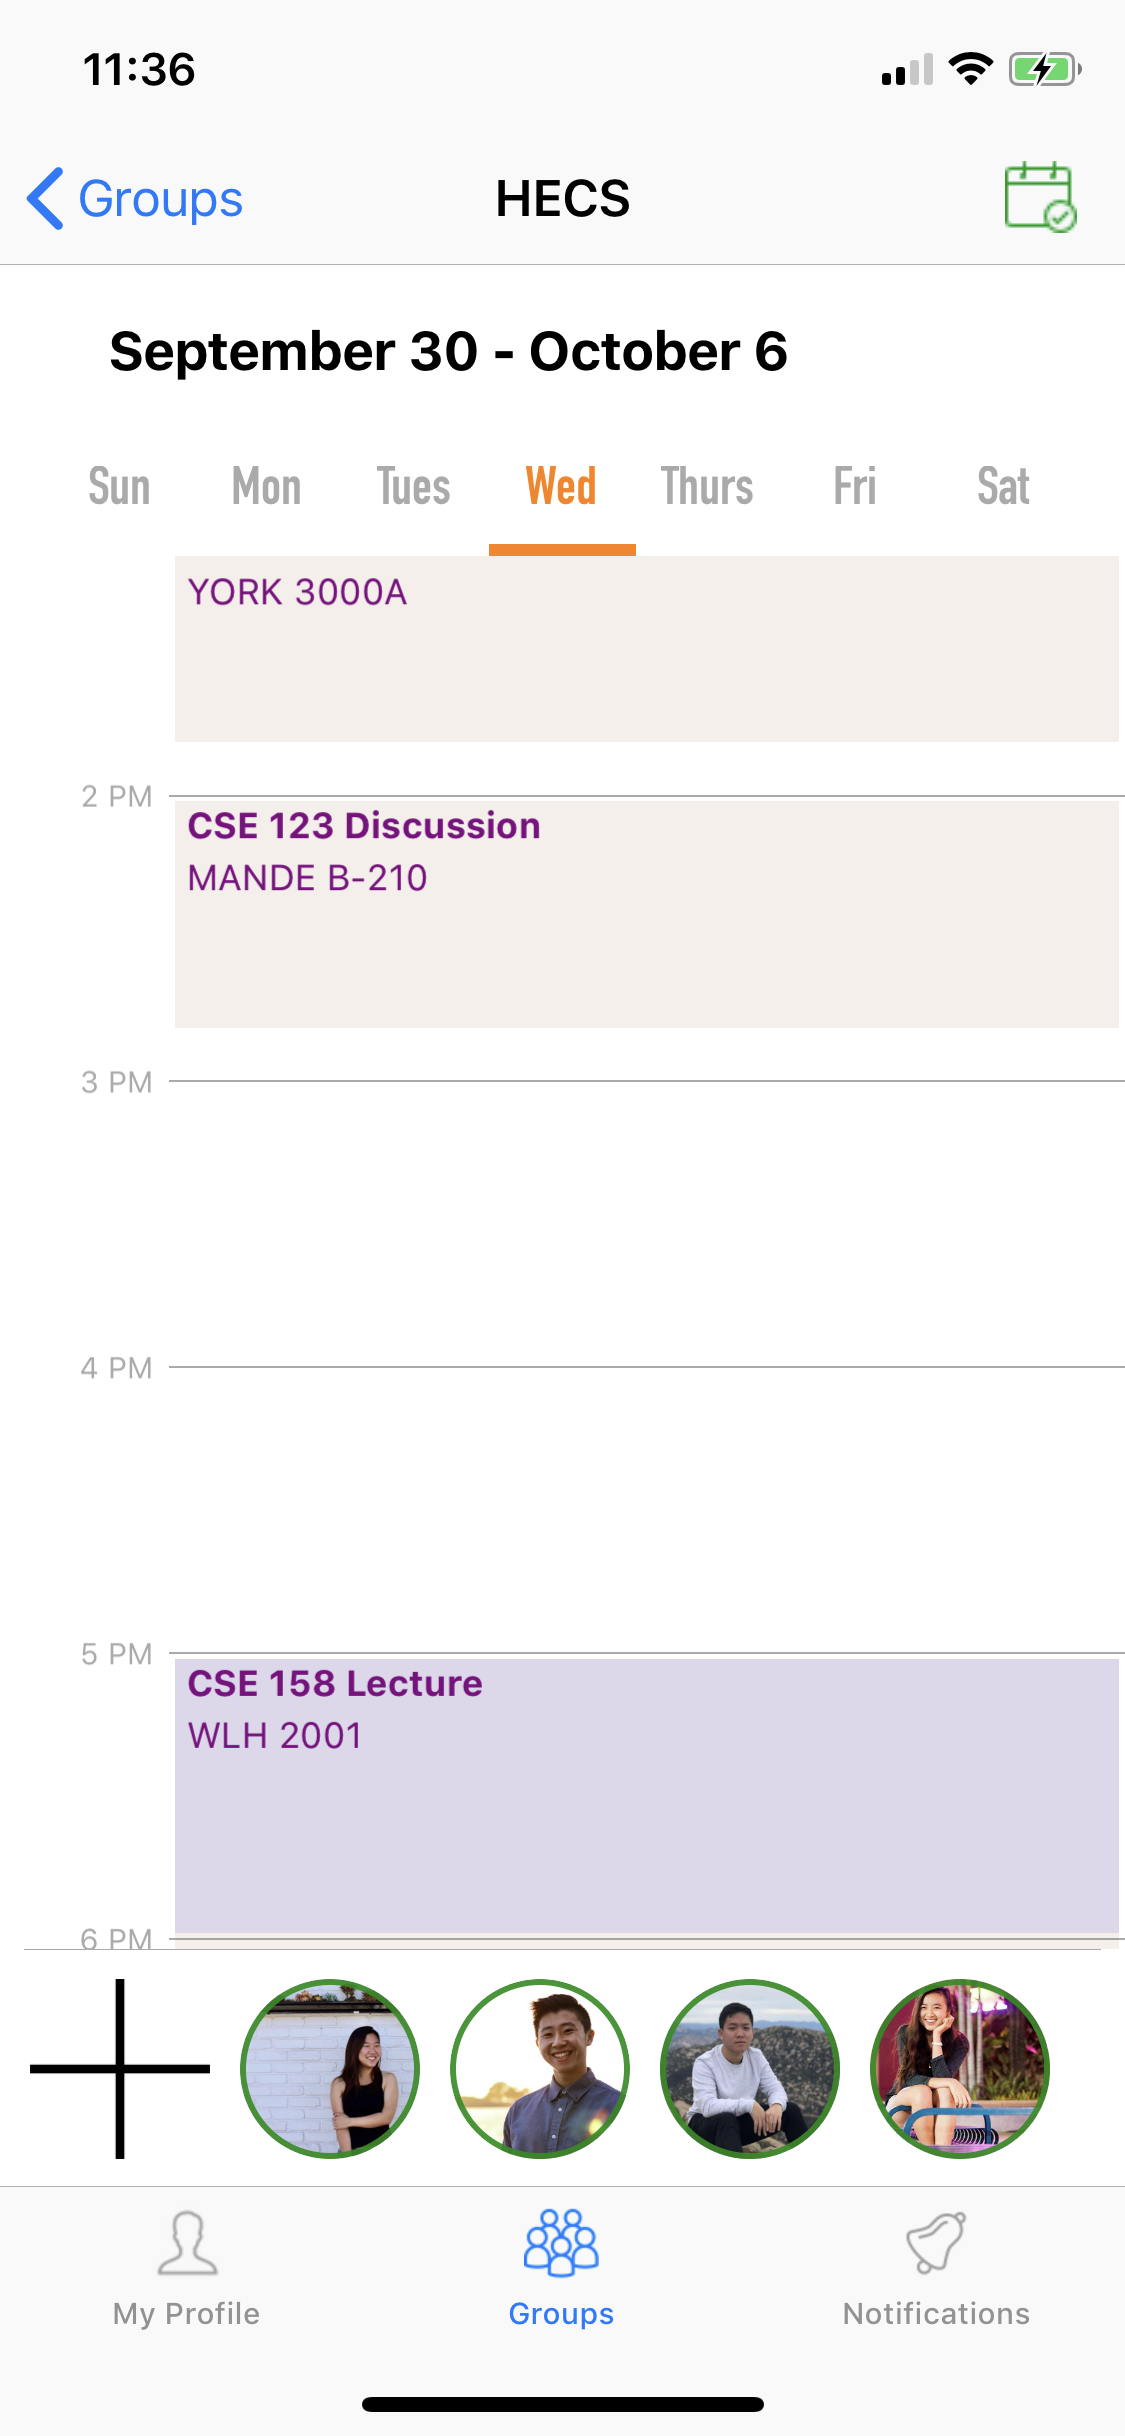 11:36
Groups
HECS
September 30 - October 6
Sun Mon Tues Wed Thurs Fri Sat
YORK 3000A
2 PM
CSE 123 Discussion
MANDE B-210
3 PM
4 PM
5 PM
CSE 158 Lecture
WLH 2001
6 PM
My Profile Groups Notifications